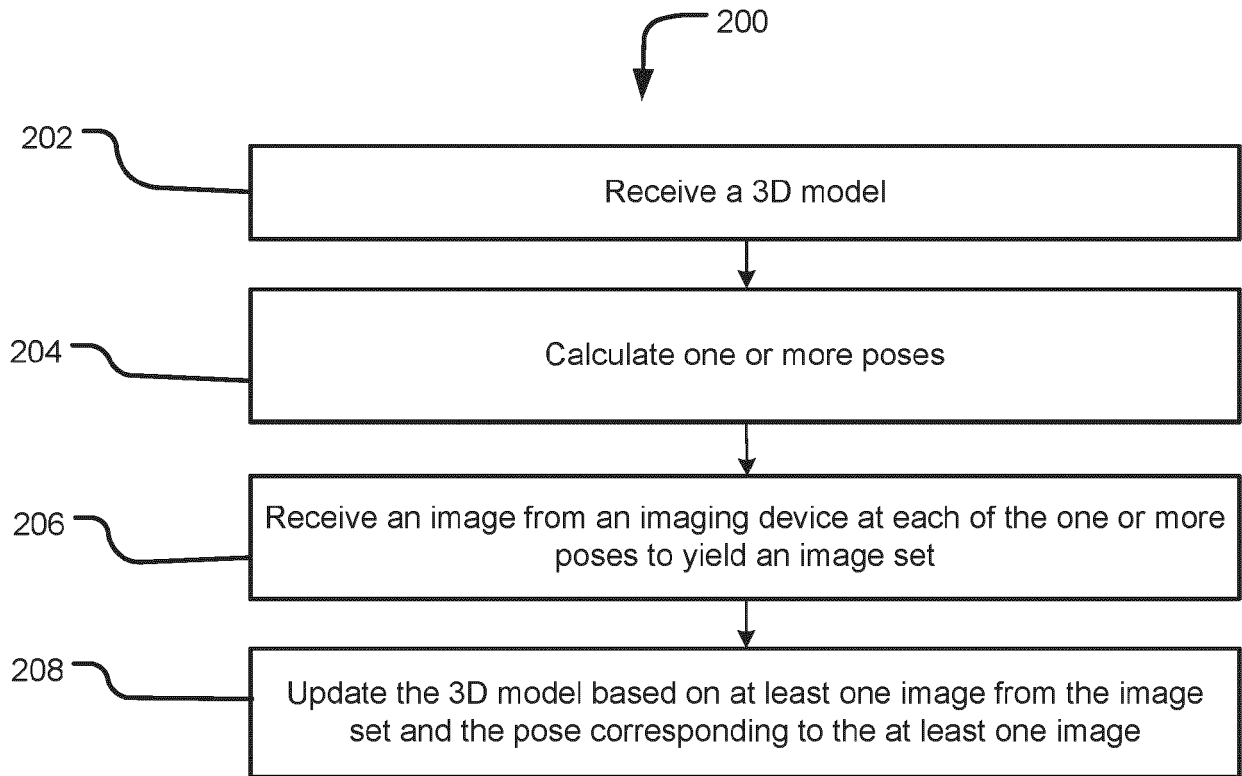 200
202
Receive a 3D model
204
Calculate one or more poses
206
Receive an image from an imaging device at each of the one or more
poses to yield an image set
208
Update the 3D model based on at least one image from the image
set and the pose corresponding to the at least one image